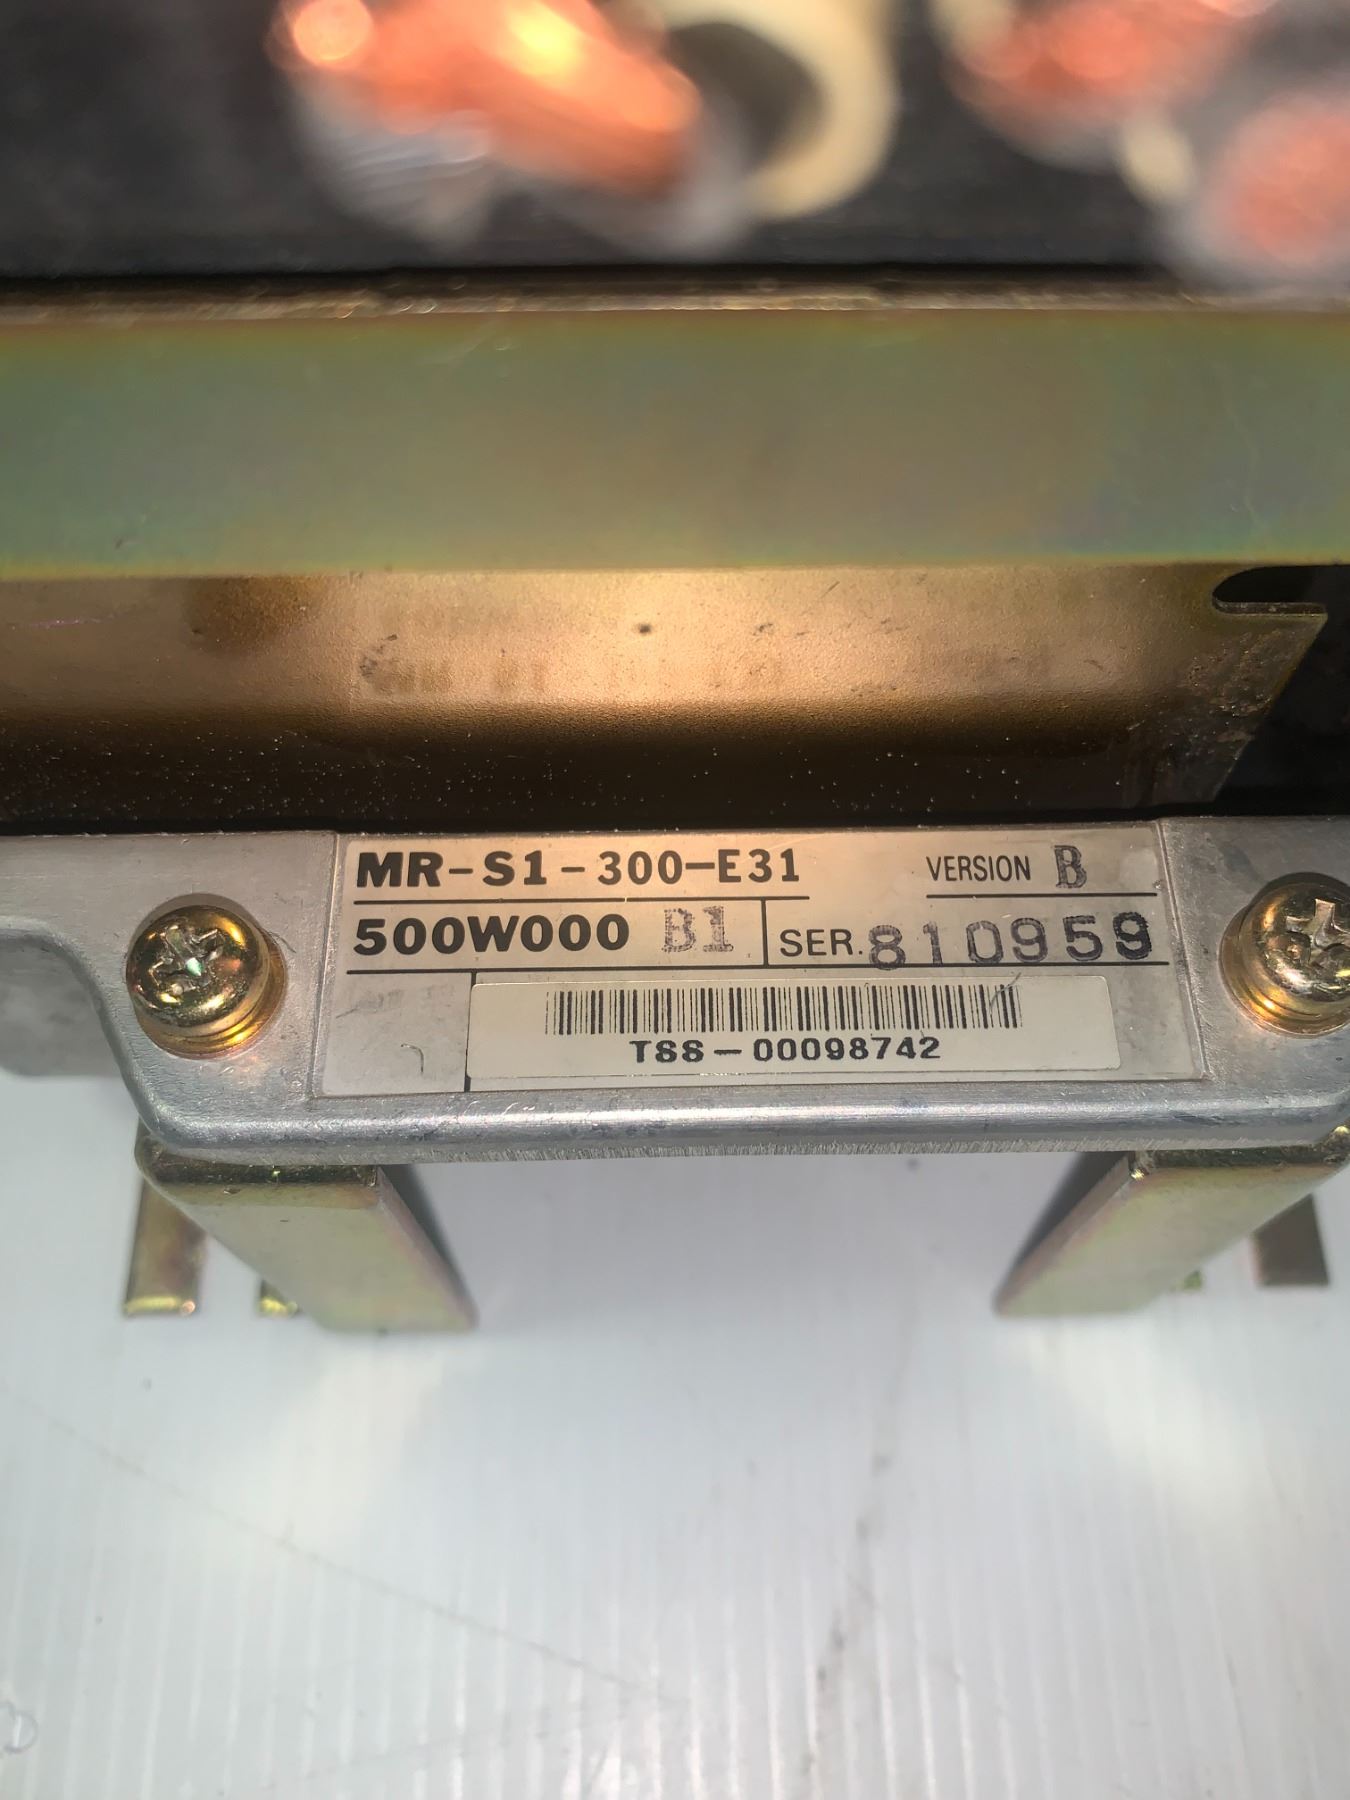 MR-S1-300-E31 VERSION B
500W000 B1 SER. 810959
TSS-00098742